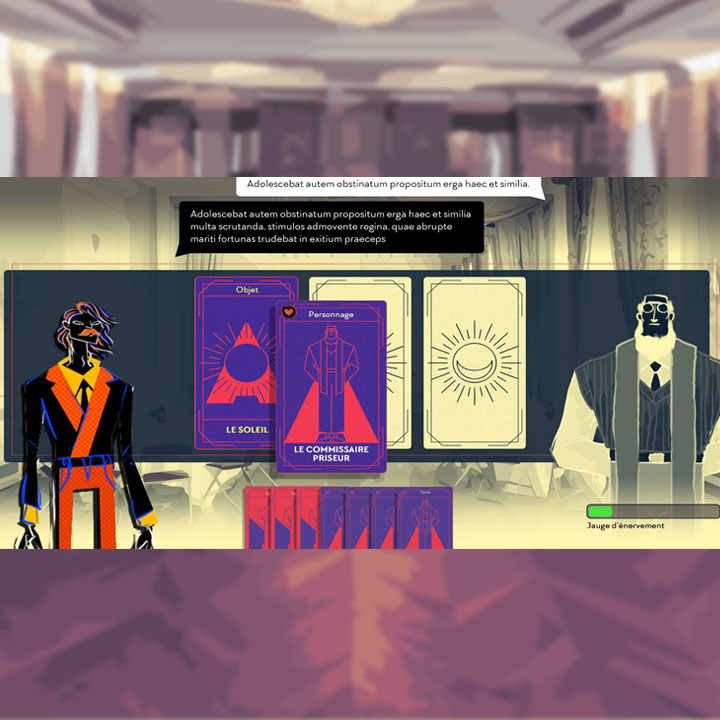 Adolescebat autem obstinatum propositum erga haec et similia.
Adolescebat autem obstinatum propositum erga haec et similia
multa scrutanda, stimulos admovente regina, quae abrupte
mariti fortunas trudebat in exitium praeceps
Objet
Personnage
LE SOLEIL
LE COMMISSAIRE
PRISEUR
Jauge d'énervement